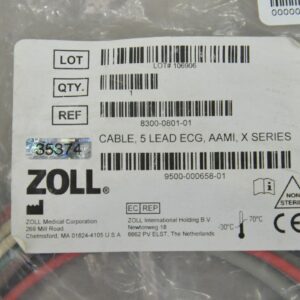 00000
LOT
LOT# 106906
QTY.
1
REF
8300-0801-01
35374
CABLE, 5 LEAD ECG, AAMI, X SERIES
ZOLL®
9500-000658-01
ZOLL Medical Corporation
269 Mill Road
Chelmsford, MA 01824-4105 U S A
EC REP
ZOLL International Holding B.V.
Newtonweg 18
6662 PV ELST, The Netherlands
-30°C
70°C
NON
STERILE